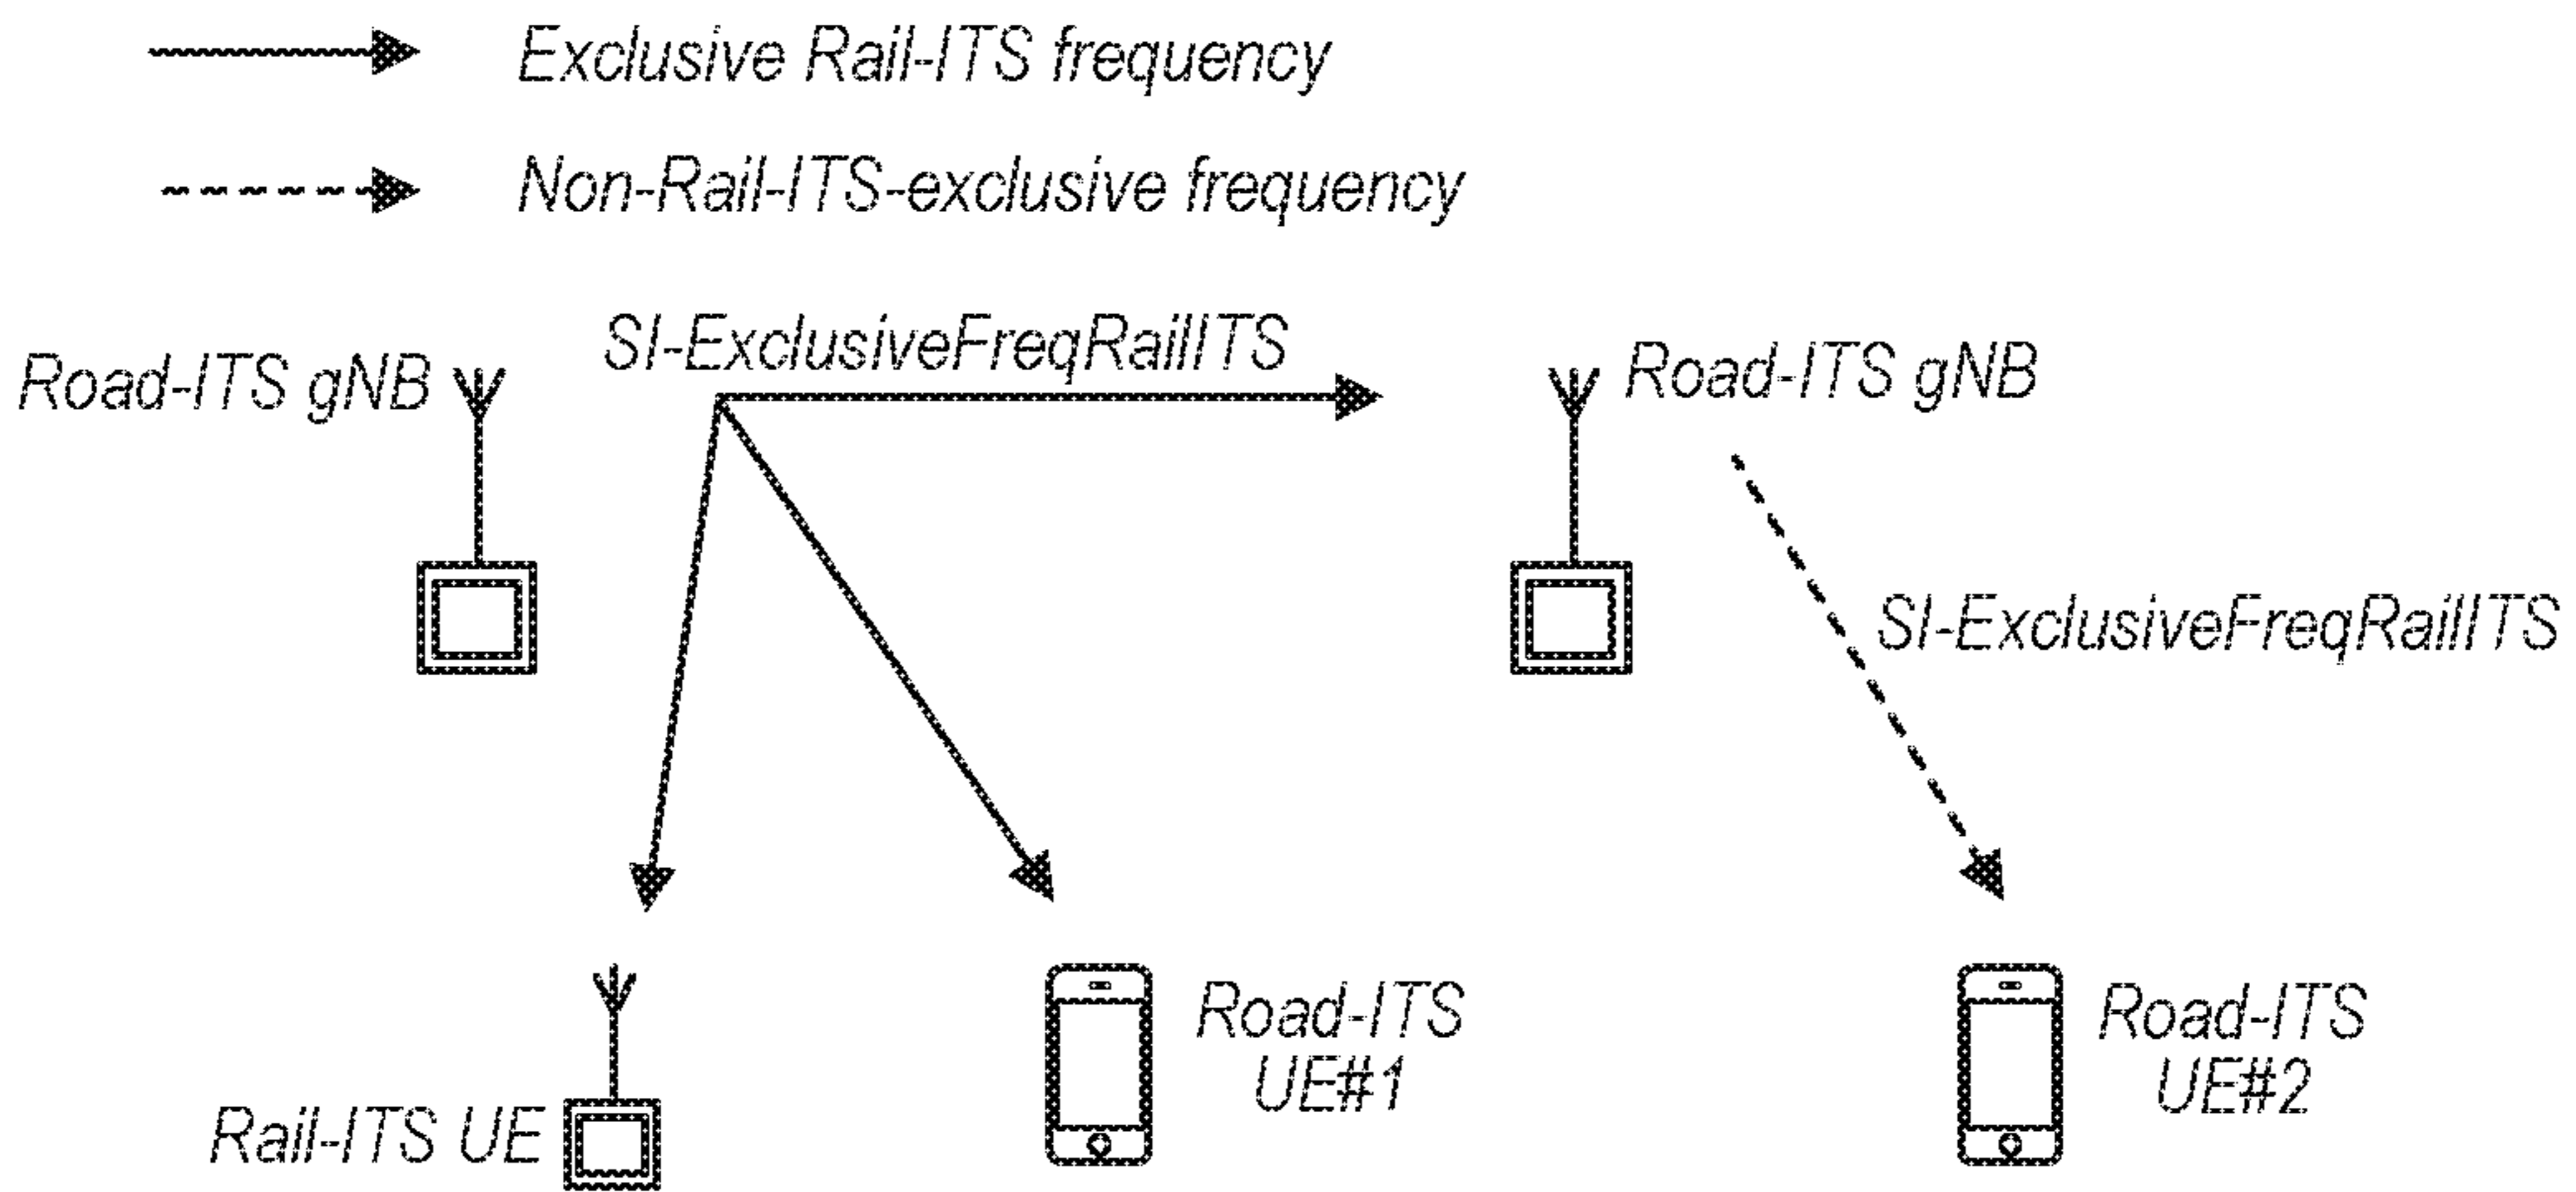 Exclusive Rail-ITS frequency
Non-Rail-ITS-exclusive frequency
SI-ExclusiveFreqRailITS
Road-ITS gNB
Road-ITS gNB
SI-ExclusiveFreqRailITS
Road-ITS
UE#1
Road-ITS
UE#2
Rail-ITS UE